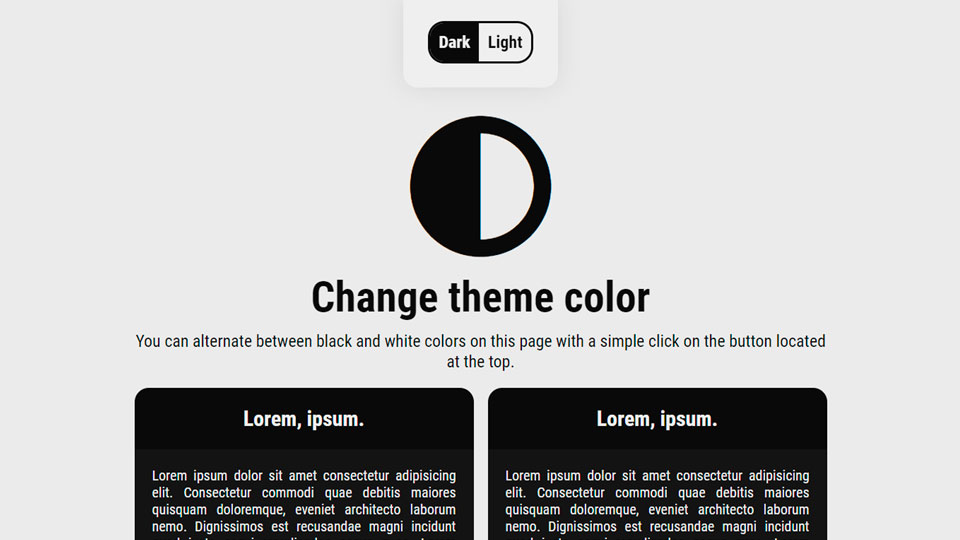 Dark Light
Change theme color
You can alternate between black and white colors on this page with a simple click on the button located
at the top.
Lorem, ipsum.
Lorem ipsum dolor sit amet consectetur adipisicing
elit. Consectetur commodi quae debitis maiores
quisquam doloremque, eveniet architecto laborum
nemo. Dignissimos est recusandae magni incidunt
Lorem, ipsum.
Lorem ipsum dolor sit amet consectetur adipisicing
elit. Consectetur commodi quae debitis maiores
quisquam doloremque, eveniet architecto laborum
nemo. Dignissimos est recusandae magni incidunt